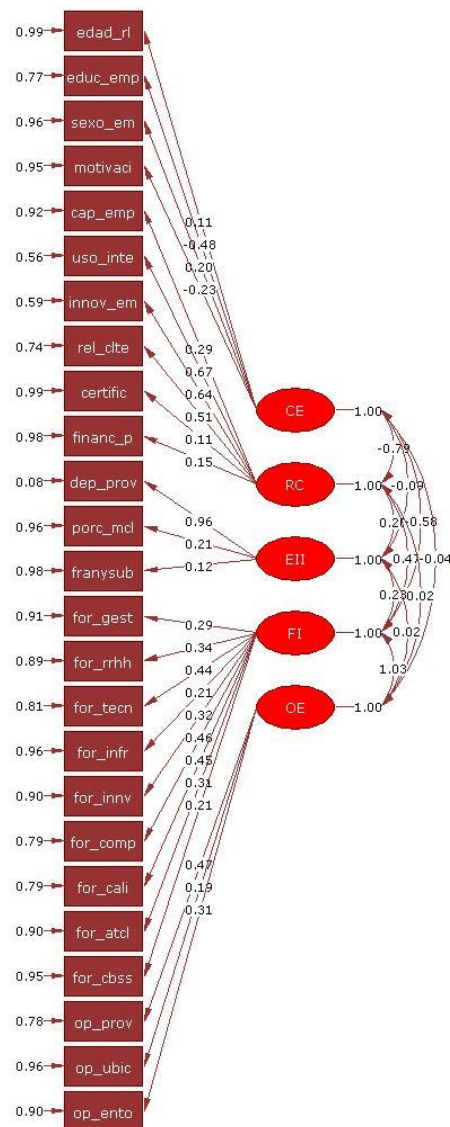 0.99 edad_rl
0.77 educ_emp
0.96 sexo_em
0.95 motivaci
0.92 cap_emp
0.56 uso_inte
0.59 innov_em
0.74 rel_clte
0.99 certific
0.98 financ_p
0.08 dep_prov
0.96 porc_mcl
0.98 franysub
0.91 for_gest
0.89 for_rrhh
0.81 for_tecn
0.96 for_infr
0.90 for_innv
0.79 for_comp
0.79 for_cali
0.90 for_atcl
0.95 for_cbss
0.78 op_prov
0.96 op_ubic
0.90 op_ento
0.11
-0.48
0.20
-0.23
0.29
0.67
0.64
0.51
0.11
0.15
0.96
0.21
0.12
0.29
0.34
0.44
0.21
0.32
0.46
0.45
0.31
0.21
0.47
0.19
0.31
CE 1.00
RC 1.00
EII 1.00
FI 1.00
OE 1.00
-0.79
-0.09
-0.58
0.47
-0.04
0.23
0.02
0.02
1.03